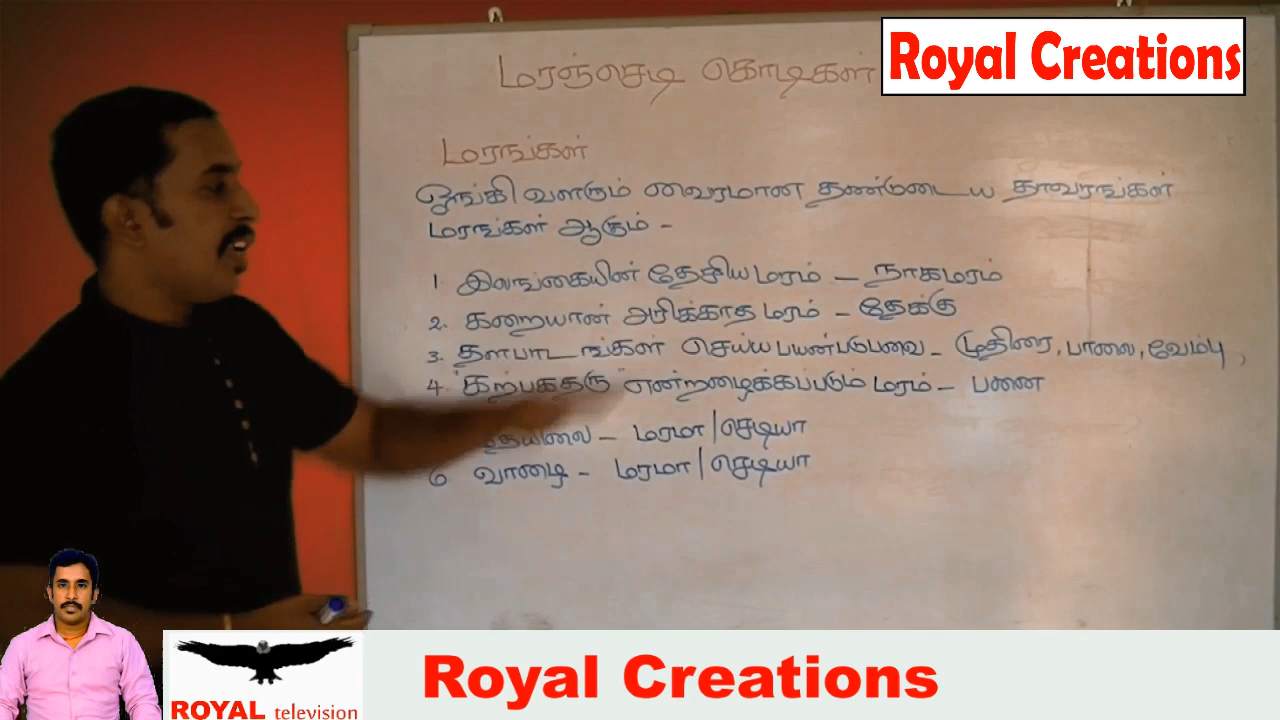 மரஞ்செடி கொடிகள்
Royal Creations
மரங்கள்
ஓங்கி வளரும் வைரமான தண்டுடைய தாவரங்கள்
மரங்கள் ஆகும் -
1. இலங்கையின் தேசிய மரம் - நாகமரம்
2. கறையான் அரிக்காத மரம் - தேக்கு
3. தளபாடங்கள் செய்ய பயன்படுபவை - முதிரை, பாலை, வேம்பு,
4. "கற்பகதரு" என்றழைக்கப்படும் மரம் - பனை
- மரமா / செடியா
6 வாழை - மரமா / செடியா
Royal Creations
ROYAL television